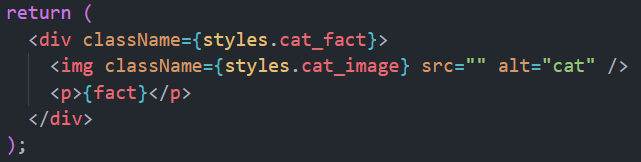 return (
<div className={styles.cat_fact}>
<img className={styles.cat_image} src="" alt="cat" />
<p>{fact}</p>
</div>
);